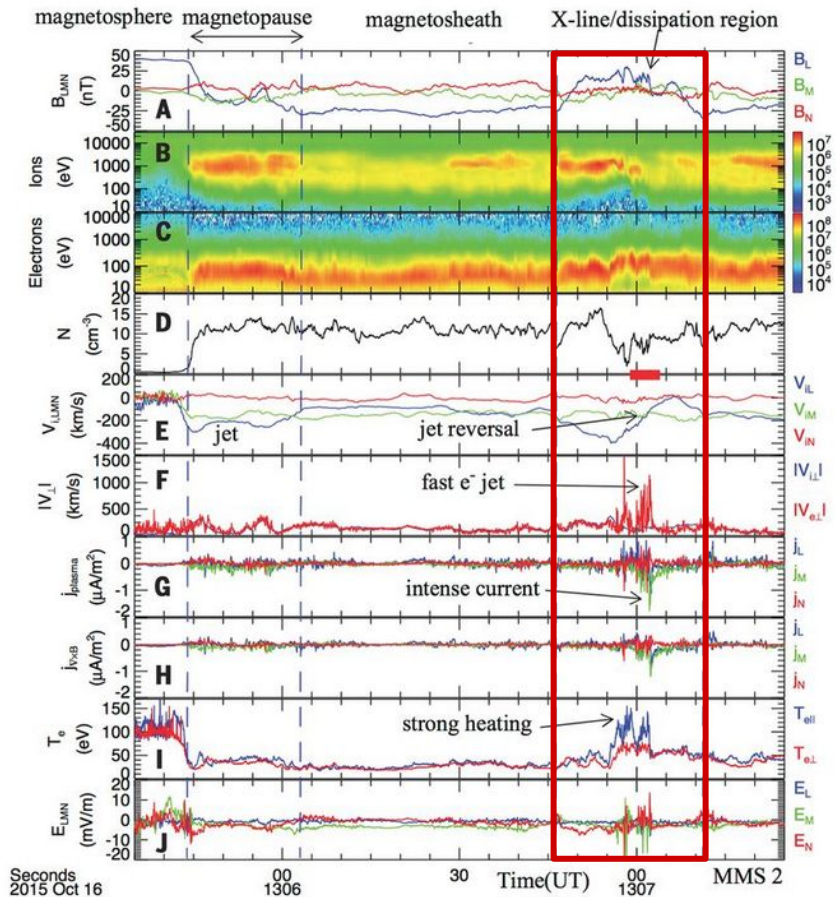 magnetosphere magnetopause magnetosheath X-line/dissipation region
50
25
0
-25
B_LMN
(nT)
A
B_L
B_M
B_N
10000
1000
100
10
Ions
(eV)
B
10^7
10^6
10^5
10^4
10^3
10000
1000
100
Electrons
(eV)
C
10^8
10^7
10^6
10^5
10^4
20
15
10
5
0
N
(cm^-3)
D
200
0
-200
-400
V_i,LMN
(km/s)
E
jet
jet reversal
V_iL
V_iM
V_iN
1500
1000
500
0
|V_⊥|
(km/s)
F
fast e^- jet
|V_i⊥|
|V_e⊥|
1
0
-1
-2
j_plasma
(μA/m^2)
G
intense current
j_L
j_M
j_N
1
0
-1
-2
j_∇×B
(μA/m^2)
H
j_L
j_M
j_N
150
100
50
0
T_e
(eV)
I
strong heating
T_e||
T_e⊥
20
10
0
-10
-20
E_LMN
(mV/m)
J
E_L
E_M
E_N
Seconds 00 30 Time(UT) 00 MMS 2
2015 Oct 16 1306 1307